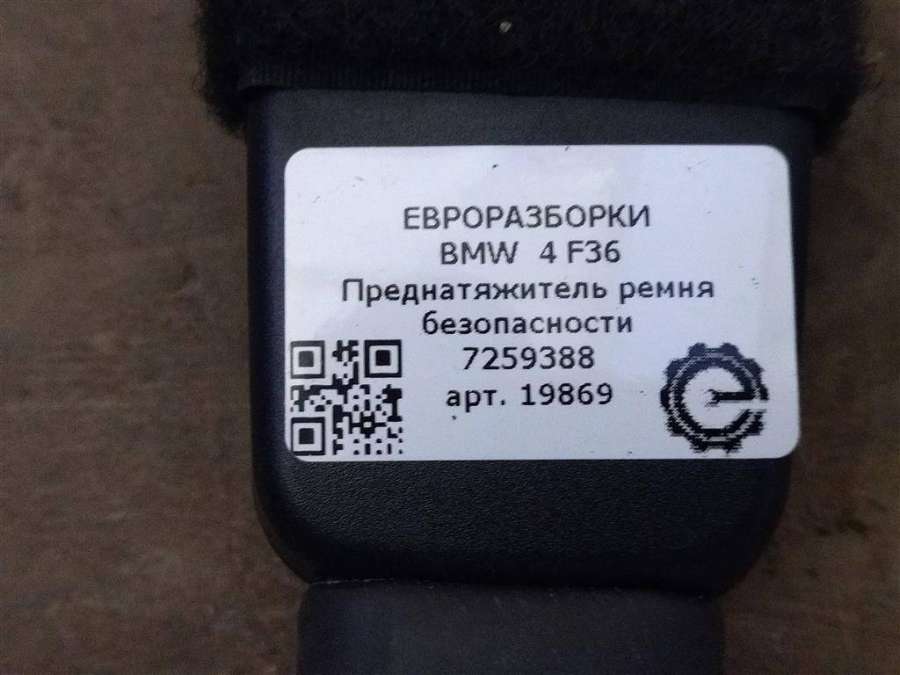 ЕВРОРАЗБОРКИ
BMW 4 F36
Преднатяжитель ремня
безопасности
7259388
арт. 19869